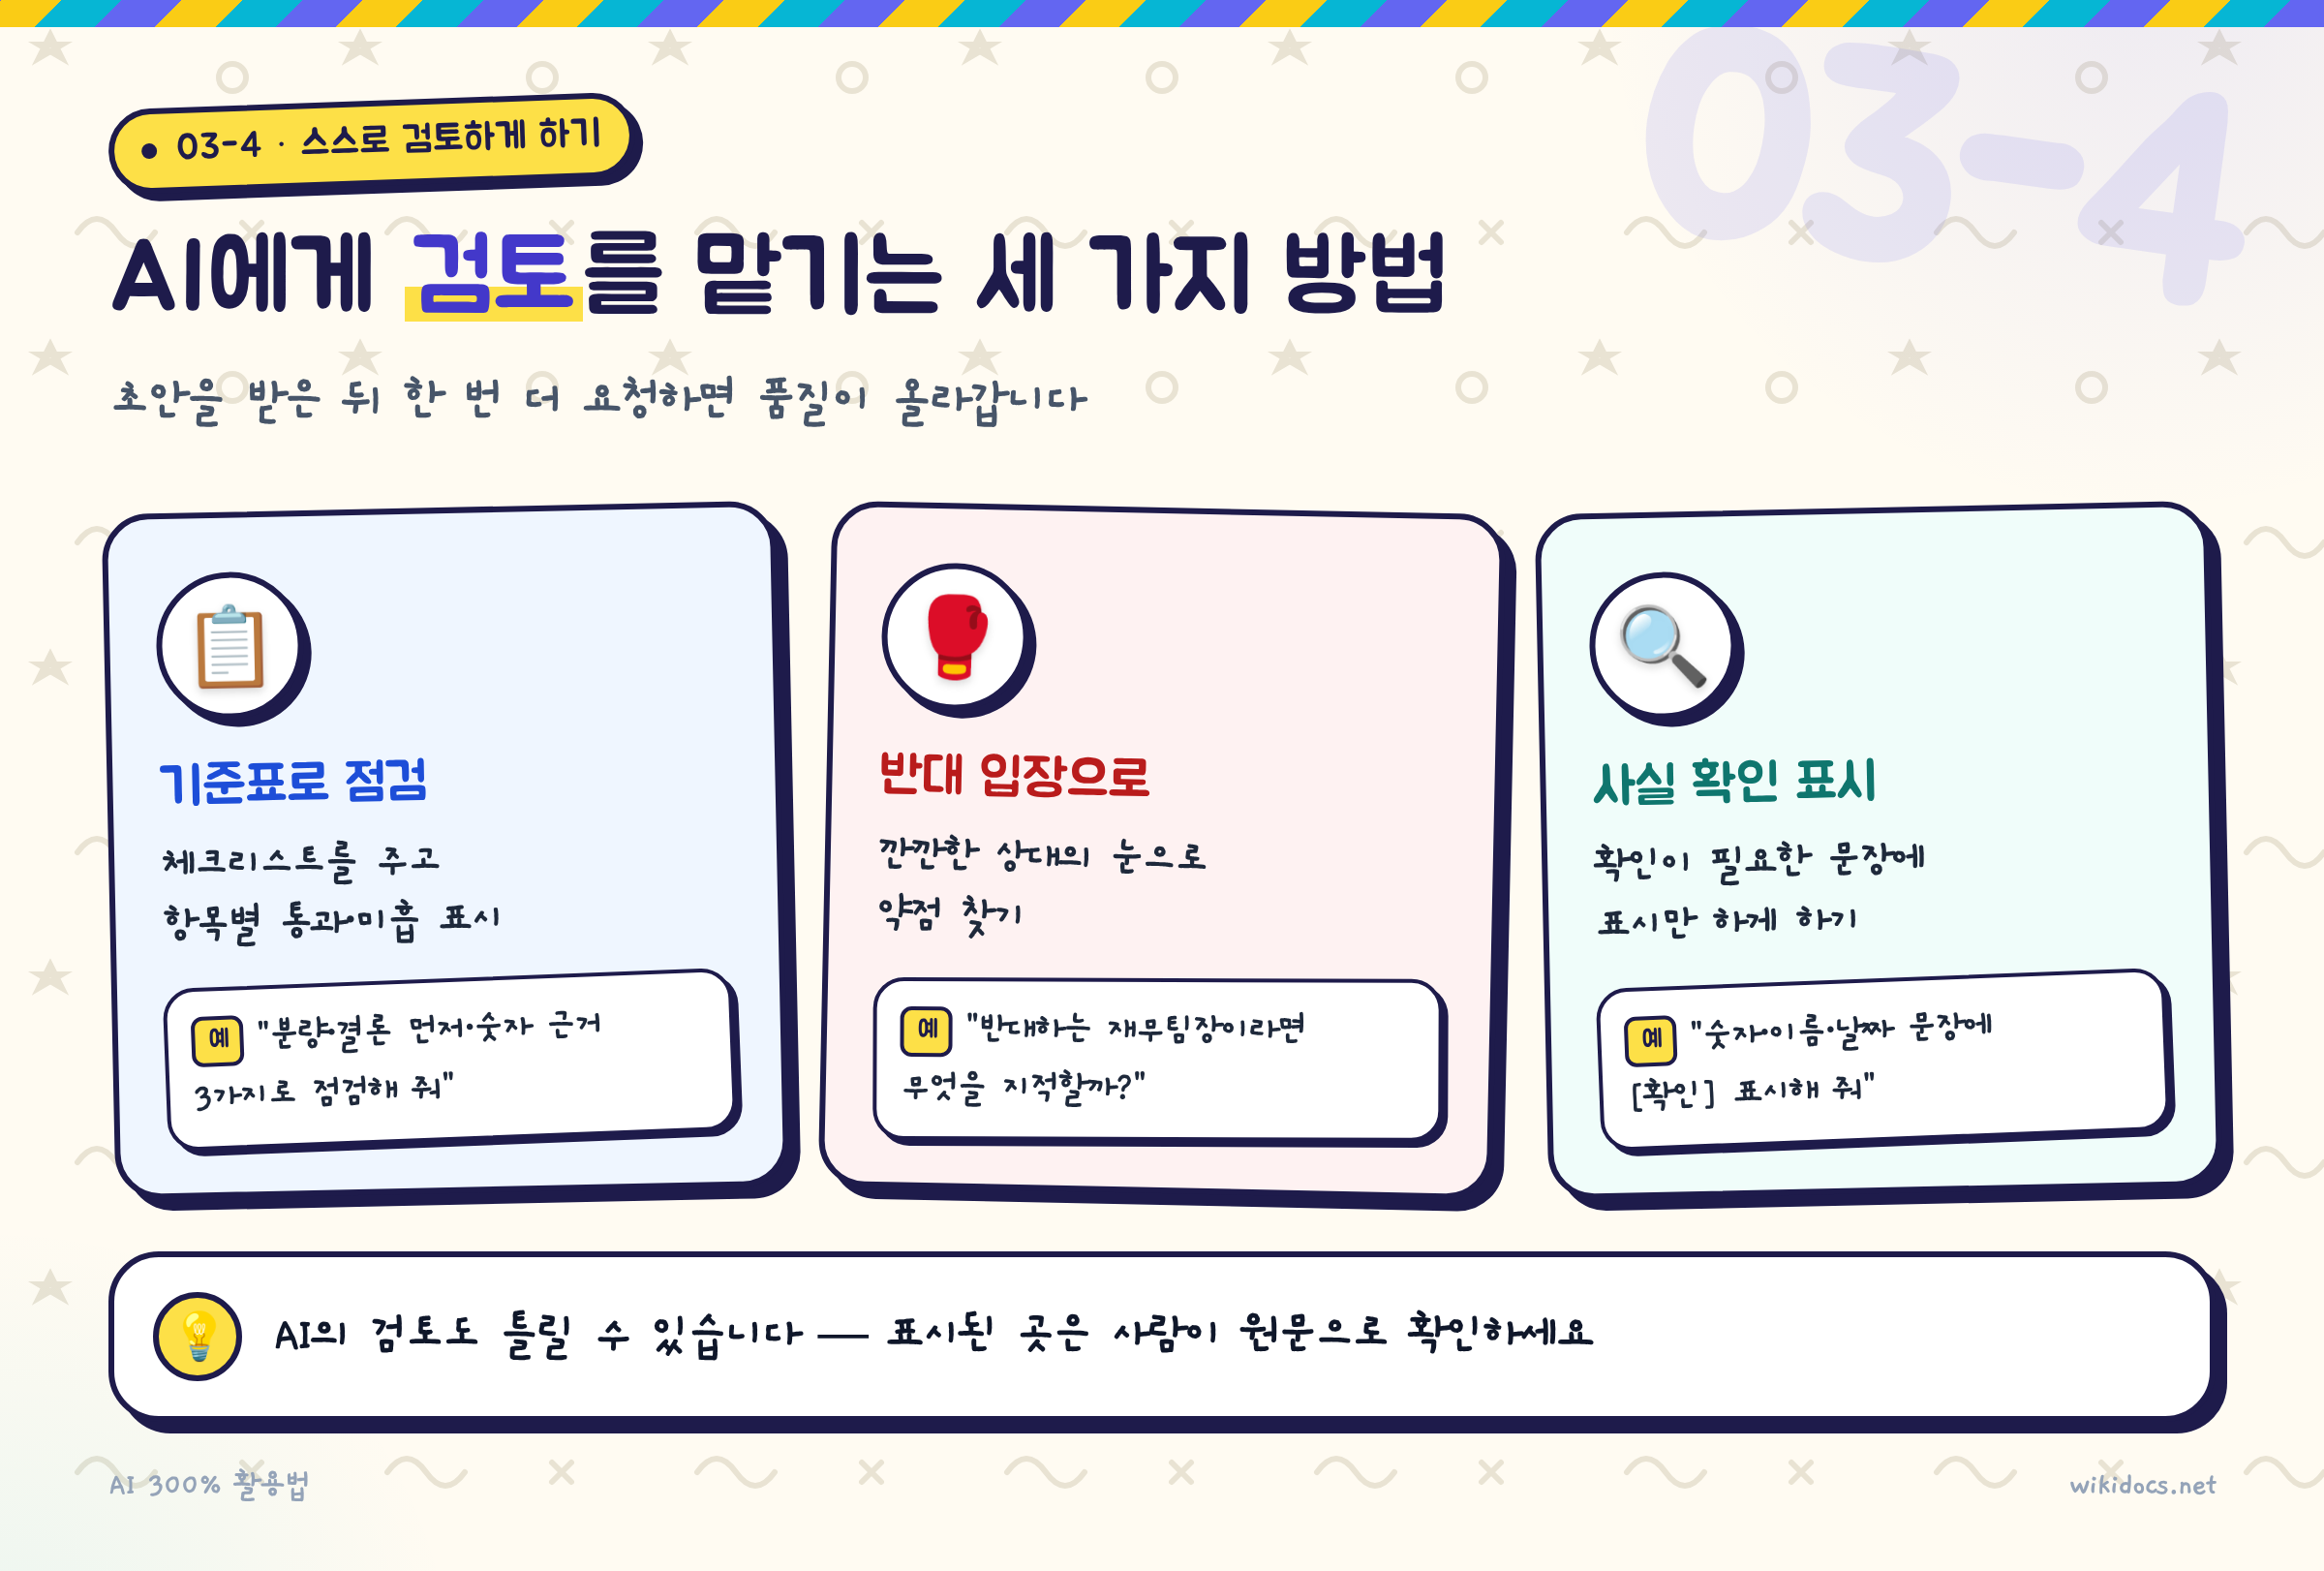 03-4
03-4 · 스스로 검토하게 하기
AI에게 검토를 맡기는 세 가지 방법
초안을 받은 뒤 한 번 더 요청하면 품질이 올라갑니다
기준표로 점검
체크리스트를 주고
항목별 통과·미흡 표시
예 "분량·결론 먼저·숫자 근거
3가지로 점검해 줘"
반대 입장으로
깐깐한 상대의 눈으로
약점 찾기
예 "반대하는 재무팀장이라면
무엇을 지적할까?"
사실 확인 표시
확인이 필요한 문장에
표시만 하게 하기
예 "숫자·이름·날짜 문장에
[확인] 표시해 줘"
AI의 검토도 틀릴 수 있습니다 — 표시된 곳은 사람이 원문으로 확인하세요
AI 300% 활용법
wikidocs.net